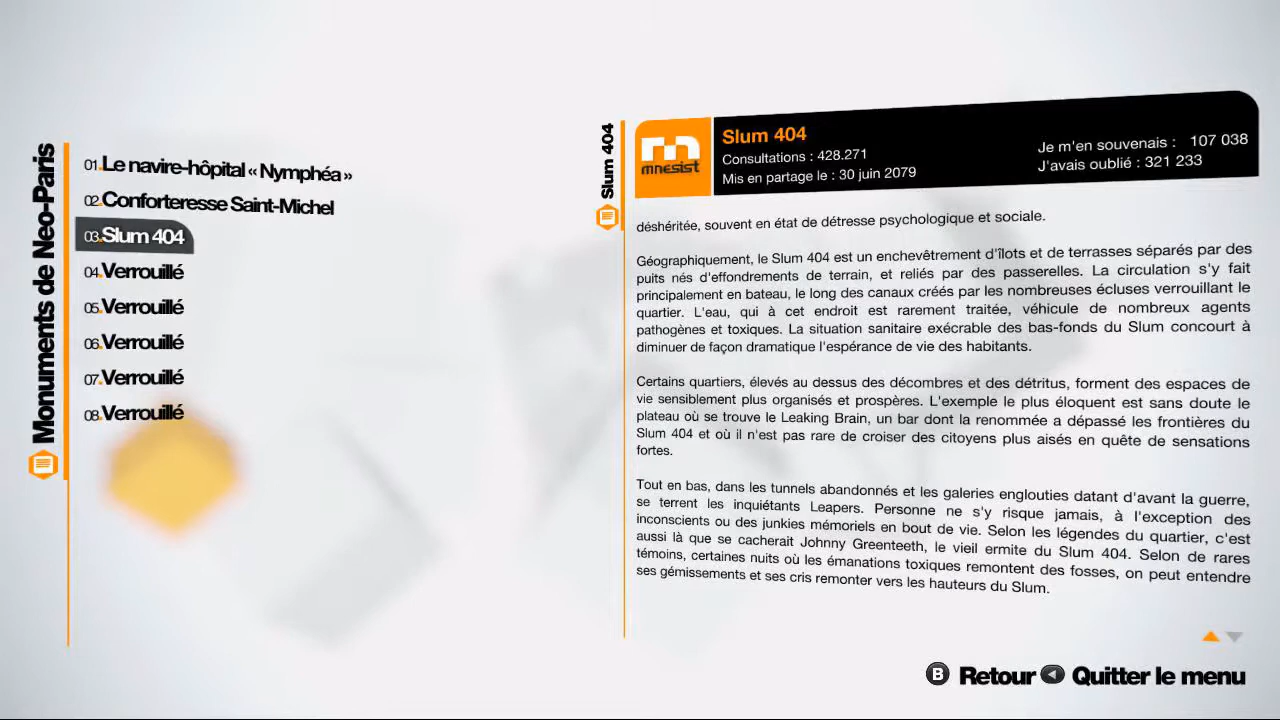 Monuments de Neo-Paris
01.Le navire-hôpital « Nymphéa »
02.Conforteresse Saint-Michel
03.Slum 404
04.Verrouillé
05.Verrouillé
06.Verrouillé
07.Verrouillé
08.Verrouillé
Slum 404
mnesist
Slum 404
Consultations : 428.271
Mis en partage le : 30 juin 2079
Je m'en souvenais : 107 038
J'avais oublié : 321 233
déshéritée, souvent en état de détresse psychologique et sociale.
Géographiquement, le Slum 404 est un enchevêtrement d'îlots et de terrasses séparés par des
puits nés d'effondrements de terrain, et reliés par des passerelles. La circulation s'y fait
principalement en bateau, le long des canaux créés par les nombreuses écluses verrouillant le
quartier. L'eau, qui à cet endroit est rarement traitée, véhicule de nombreux agents
pathogènes et toxiques. La situation sanitaire exécrable des bas-fonds du Slum concourt à
diminuer de façon dramatique l'espérance de vie des habitants.
Certains quartiers, élevés au dessus des décombres et des détritus, forment des espaces de
vie sensiblement plus organisés et prospères. L'exemple le plus éloquent est sans doute le
plateau où se trouve le Leaking Brain, un bar dont la renommée a dépassé les frontières du
Slum 404 et où il n'est pas rare de croiser des citoyens plus aisés en quête de sensations
fortes.
Tout en bas, dans les tunnels abandonnés et les galeries englouties datant d'avant la guerre,
se terrent les inquiétants Leapers. Personne ne s'y risque jamais, à l'exception des
inconscients ou des junkies mémoriels en bout de vie. Selon les légendes du quartier, c'est
aussi là que se cacherait Johnny Greenteeth, le vieil ermite du Slum 404. Selon de rares
témoins, certaines nuits où les émanations toxiques remontent des fosses, on peut entendre
ses gémissements et ses cris remonter vers les hauteurs du Slum.
B Retour Quitter le menu